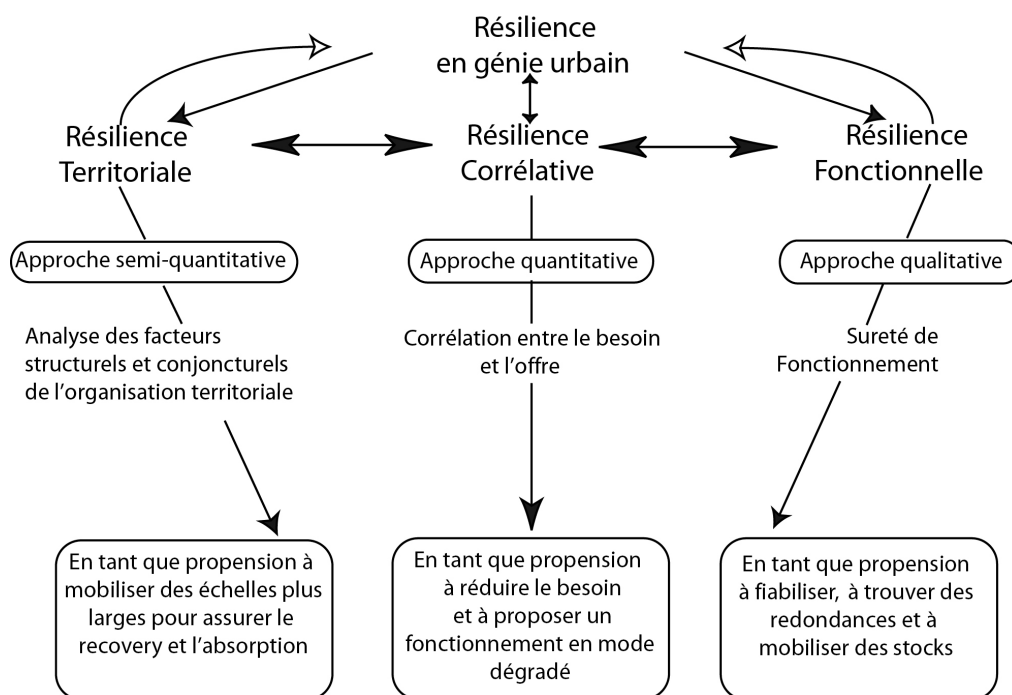 Résilience
en génie urbain
Résilience
Territoriale
Résilience
Corrélative
Résilience
Fonctionnelle
Approche semi-quantitative
Approche quantitative
Approche qualitative
Analyse des facteurs
structurels et conjoncturels
de l'organisation territoriale
Corrélation entre le besoin
et l'offre
Sureté de
Fonctionnement
En tant que propension à
mobiliser des échelles plus
larges pour assurer le
recovery et l'absorption
En tant que propension
à réduire le besoin
et à proposer un
fonctionnement en mode
dégradé
En tant que propension
à fiabiliser, à trouver des
redondances et à
mobiliser des stocks